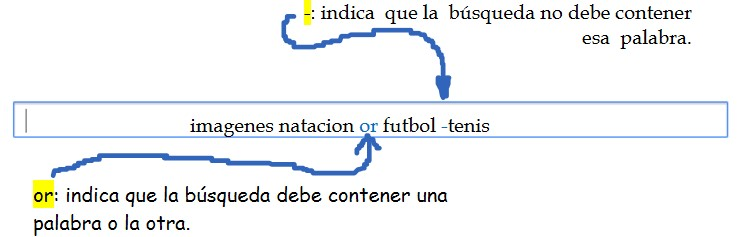 -: indica que la búsqueda no debe contener
esa palabra.
imagenes natacion or futbol -tenis
or: indica que la búsqueda debe contener una
palabra o la otra.